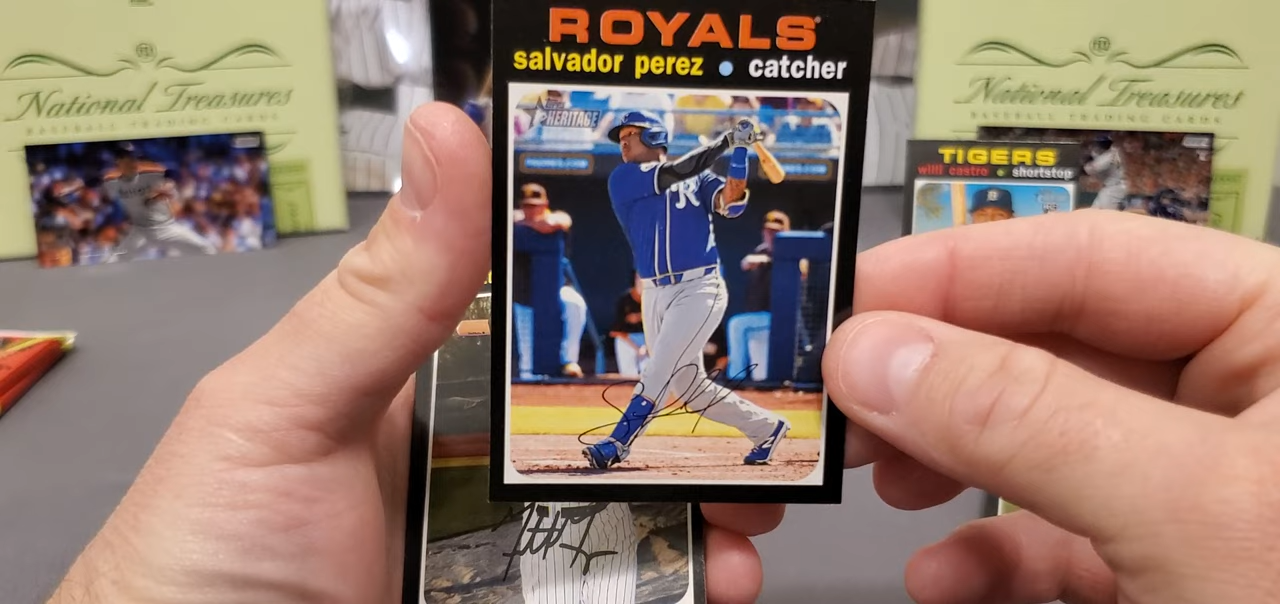 ROYALS
salvador perez • catcher
TOPPS HERITAGE
R
National Treasures
BASEBALL TRADING CARDS
National Treasures
BASEBALL TRADING CARDS
TIGERS
willi castro • shortstop